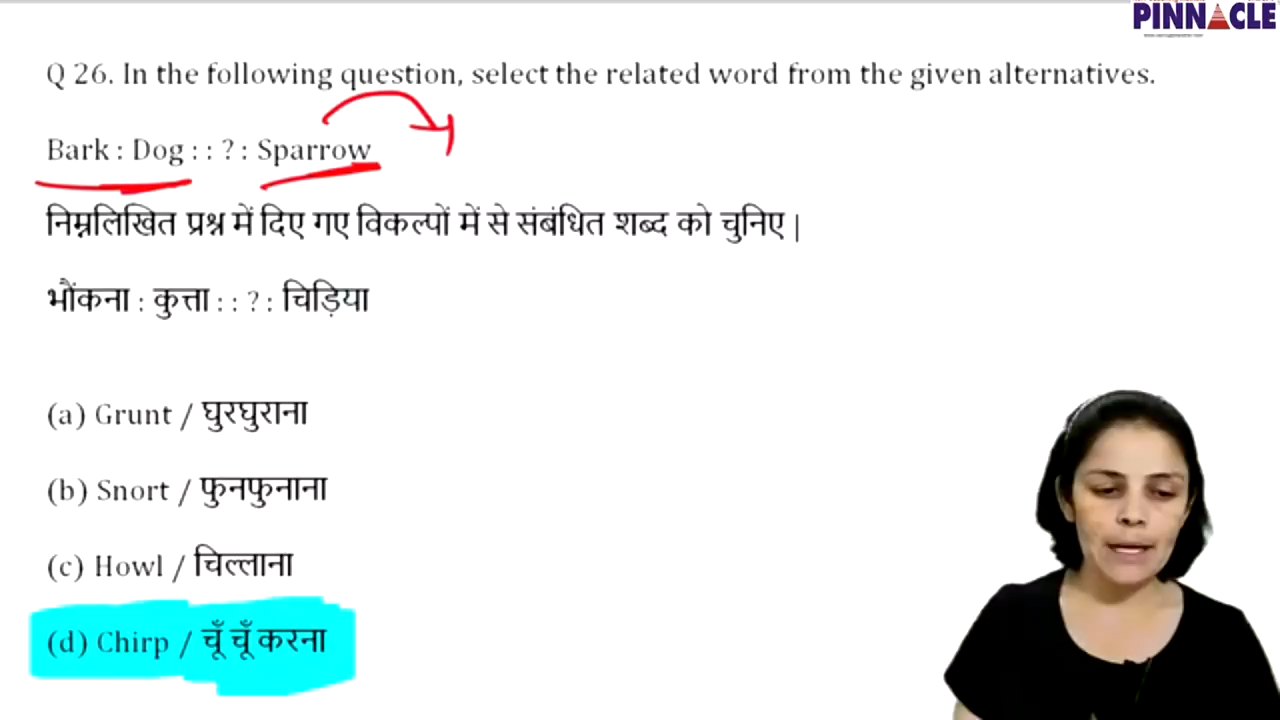 PINNACLE
Q 26. In the following question, select the related word from the given alternatives.
Bark : Dog : : ? : Sparrow
निम्नलिखित प्रश्न में दिए गए विकल्पों में से संबंधित शब्द को चुनिए |
भौंकना : कुत्ता : : ? : चिड़िया
(a) Grunt / घुरघुराना
(b) Snort / फुनफुनाना
(c) Howl / चिल्लाना
(d) Chirp / चूँ चूँ करना